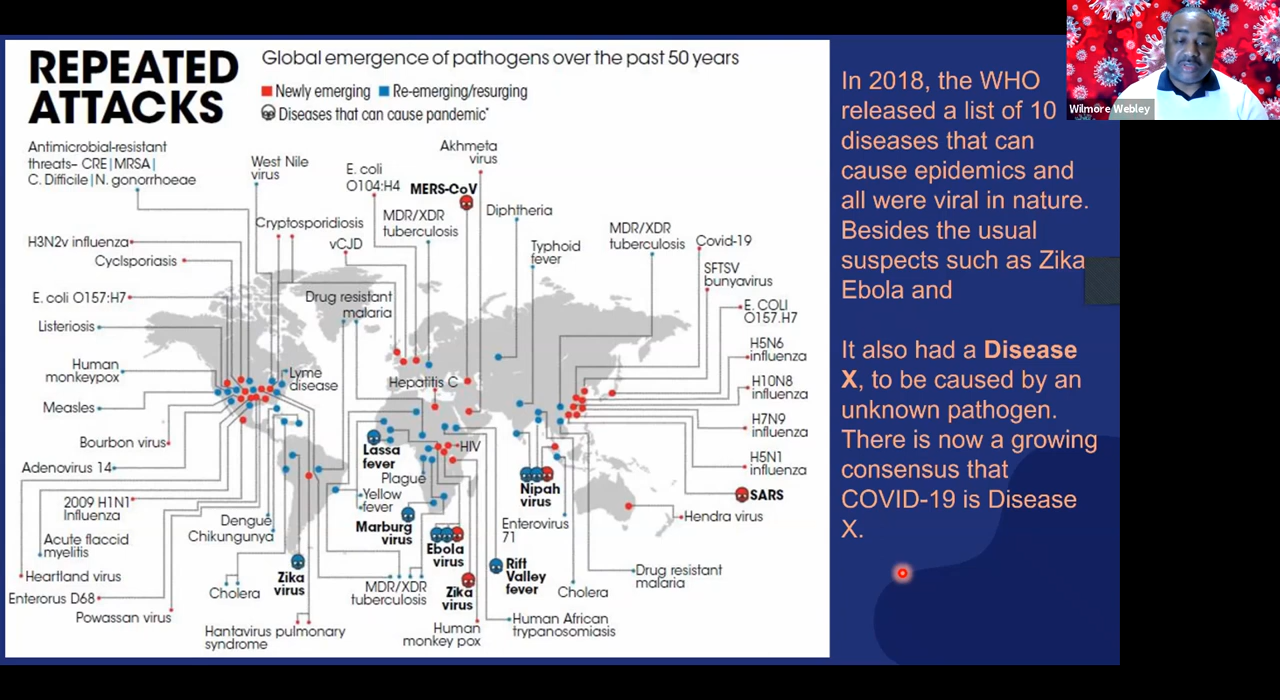 REPEATED
ATTACKS
Global emergence of pathogens over the past 50 years
Newly emerging Re-emerging/resurging
Diseases that can cause pandemic*
Antimicrobial-resistant
threats– CRE|MRSA|
C. Difficile|N. gonorrhoeae
West Nile
virus
E. coli
O104:H4
Akhmeta
virus
MERS-CoV
Cryptosporidiosis
MDR/XDR
tuberculosis
Diphtheria
vCJD
Typhoid
fever
MDR/XDR
tuberculosis
Covid-19
SFTSV
bunyavirus
H3N2v influenza
Cyclsporiasis
E. coli O157:H7
Listeriosis
Human
monkeypox
Measles
Bourbon virus
Adenovirus 14
2009 H1N1
Influenza
Acute flaccid
myelitis
Heartland virus
Enterorus D68
Powassan virus
Drug resistant
malaria
Lyme
disease
Hepatitis C
HIV
Lassa
fever
Plague
Yellow
fever
Marburg
virus
Ebola
virus
Nipah
virus
Enterovirus
71
Rift
Valley
fever
Dengue
Chikungunya
Cholera
Zika
virus
Hantavirus pulmonary
syndrome
MDR/XDR
tuberculosis
Zika
virus
Human
monkey pox
Human African
trypanosomiasis
Cholera
Drug resistant
malaria
E. COLI
O157.H7
H5N6
influenza
H10N8
influenza
H7N9
influenza
H5N1
influenza
SARS
Hendra virus
In 2018, the WHO
released a list of 10
diseases that can
cause epidemics and
all were viral in nature.
Besides the usual
suspects such as Zika
Ebola and
It also had a Disease
X, to be caused by an
unknown pathogen.
There is now a growing
consensus that
COVID-19 is Disease
X.
Wilmore Webley